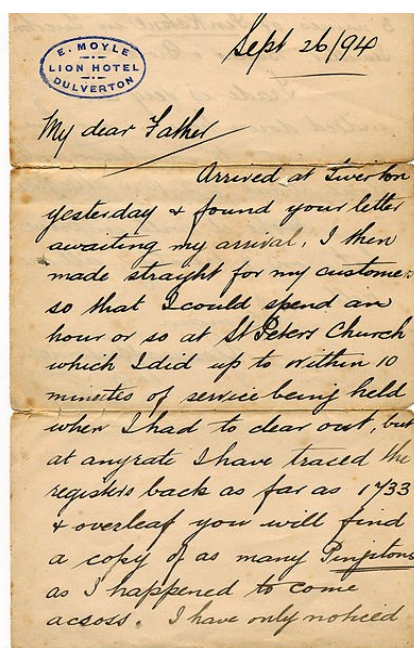 E. MOYLE
LION HOTEL
DULVERTON
Sept 26/94
My dear Father
Arrived at Tiverton
yesterday & found your letter
awaiting my arrival. I then
made straight for my customers
so that I could spend an
hour or so at St Peters Church
which I did up to within 10
minites of service being held
when I had to clear out, but
at anyrate I have traced the
registers back as far as 1733
& overleaf you will find
a copy of as many Pingstons
as I happened to come
acsoss. I have only noticed